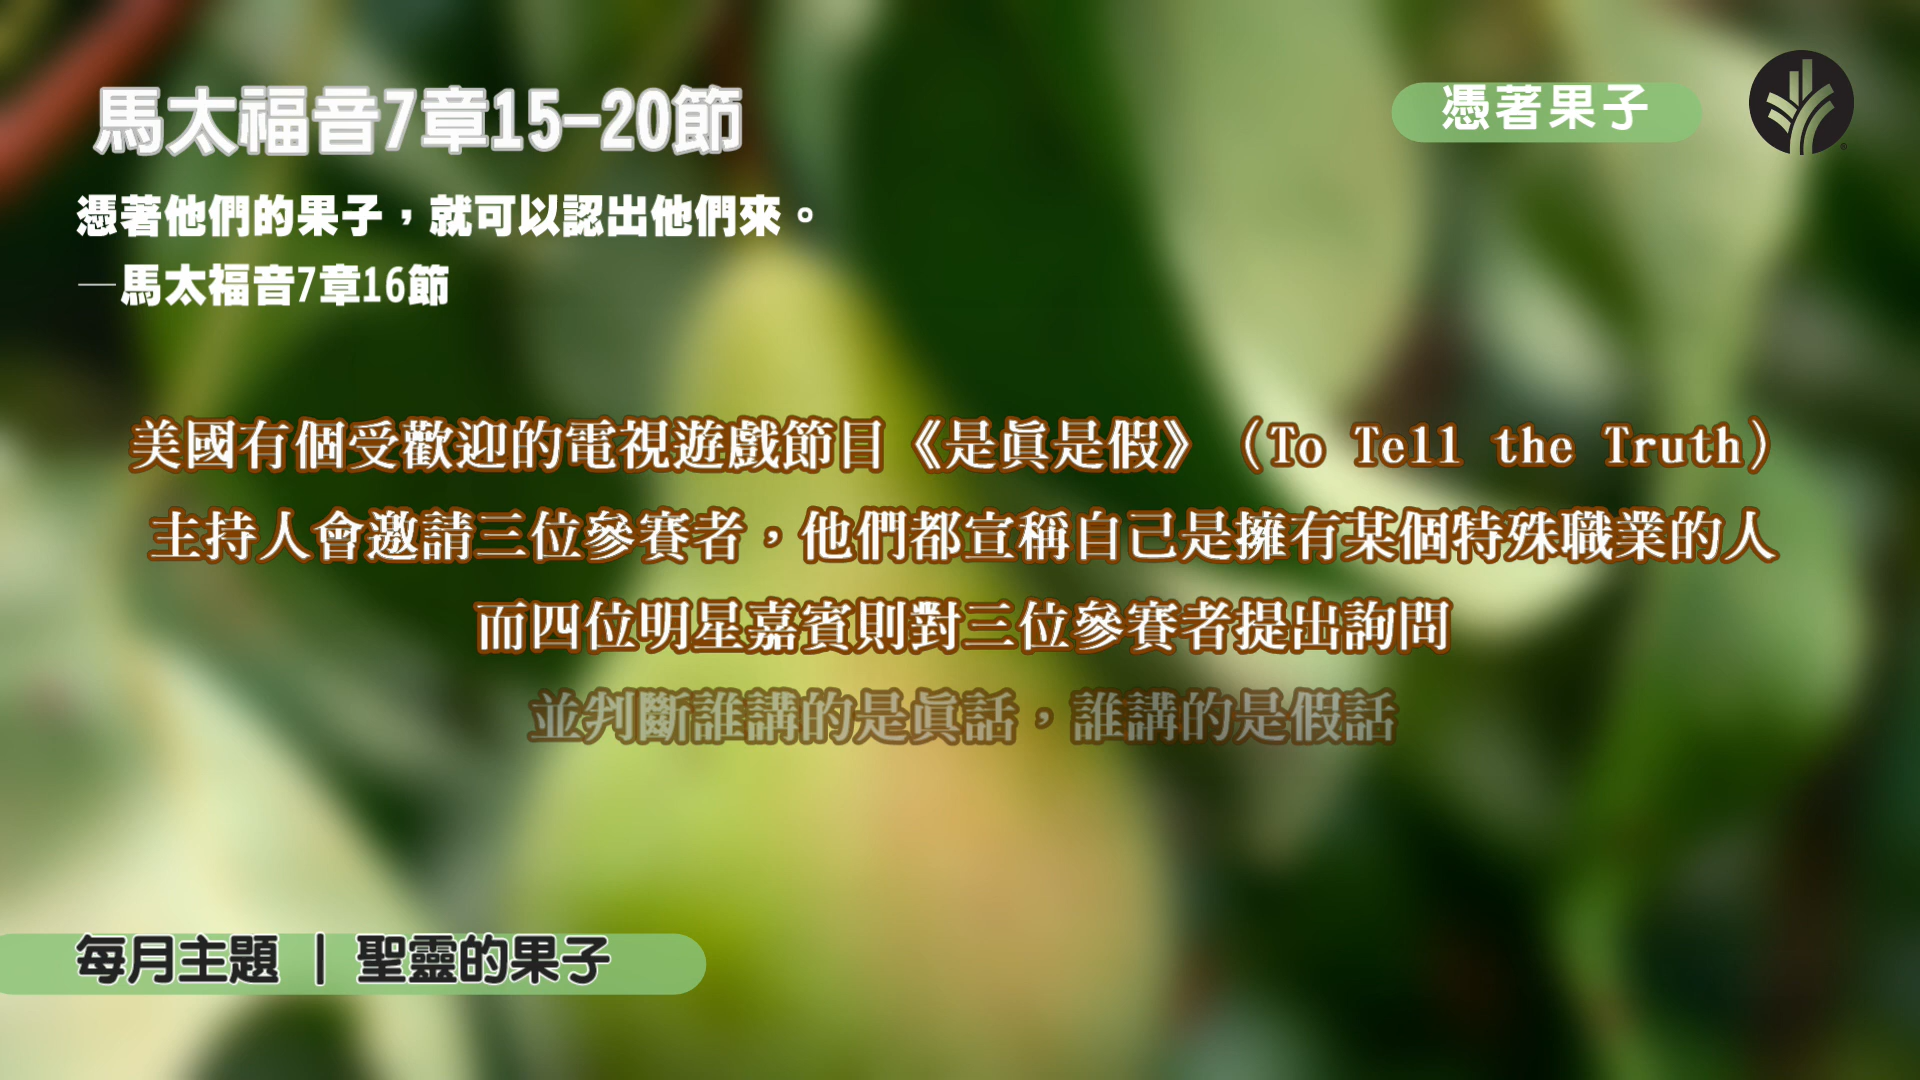 馬太福音7章15-20節
憑著果子
憑著他們的果子，就可以認出他們來。
—馬太福音7章16節
美國有個受歡迎的電視遊戲節目《是真是假》（To Tell the Truth）
主持人會邀請三位參賽者，他們都宣稱自己是擁有某個特殊職業的人
而四位明星嘉賓則對三位參賽者提出詢問
並判斷誰講的是真話，誰講的是假話
每月主題 | 聖靈的果子